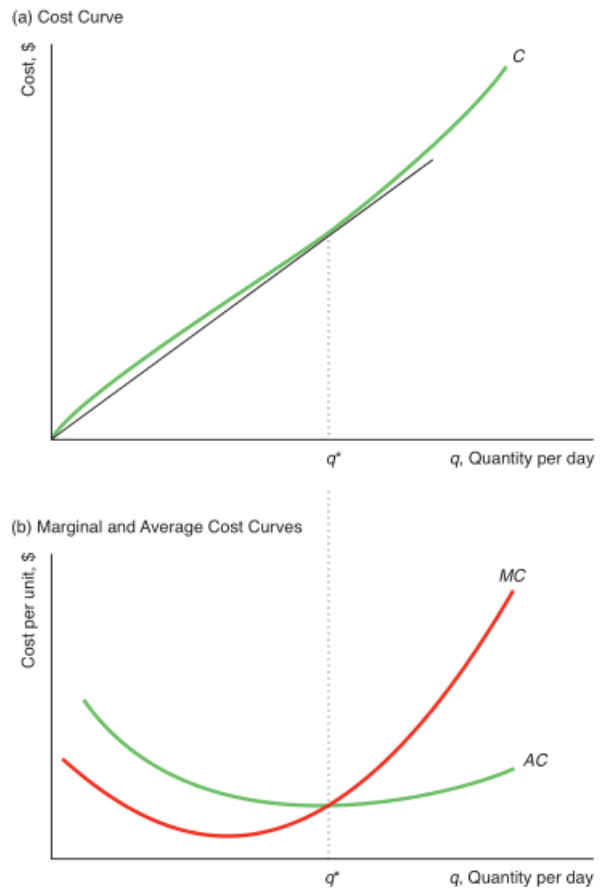 (a) Cost Curve
Cost, $
C
q*
q, Quantity per day
(b) Marginal and Average Cost Curves
Cost per unit, $
MC
AC
q*
q, Quantity per day